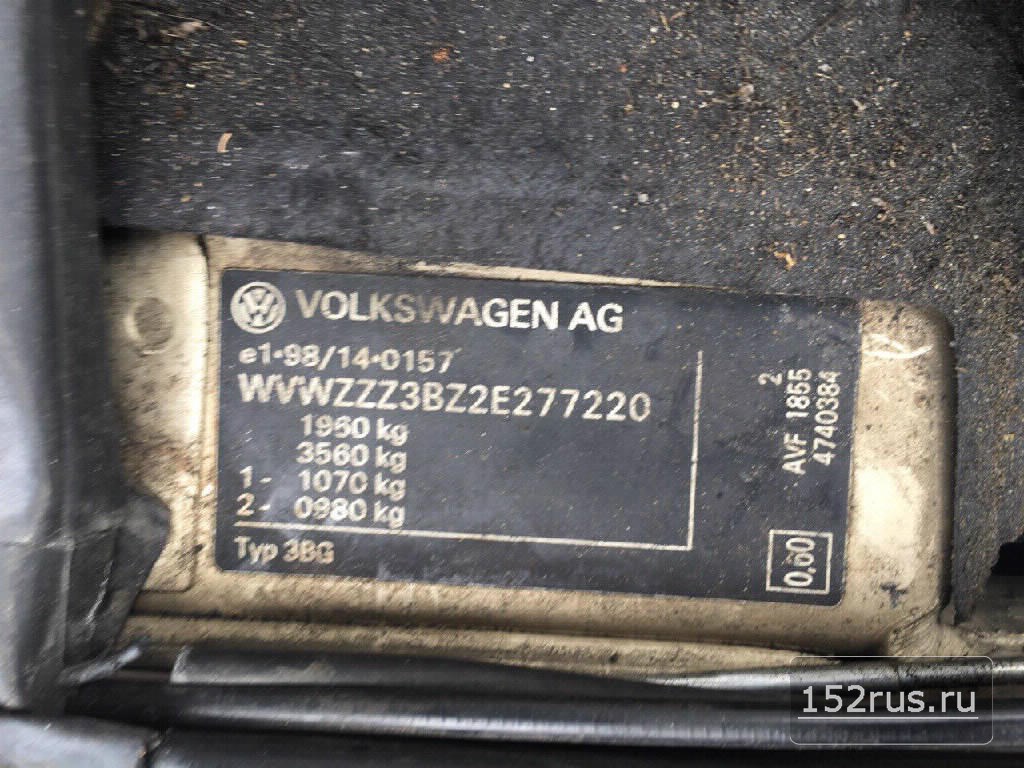 VOLKSWAGEN AG
e1·98/14·0157
WVWZZZ3BZ2E277220
1960 kg
3560 kg
1 - 1070 kg
2 - 0980 kg
Typ 3BG
2
AVF 1855
4740384
0,60
152rus.ru